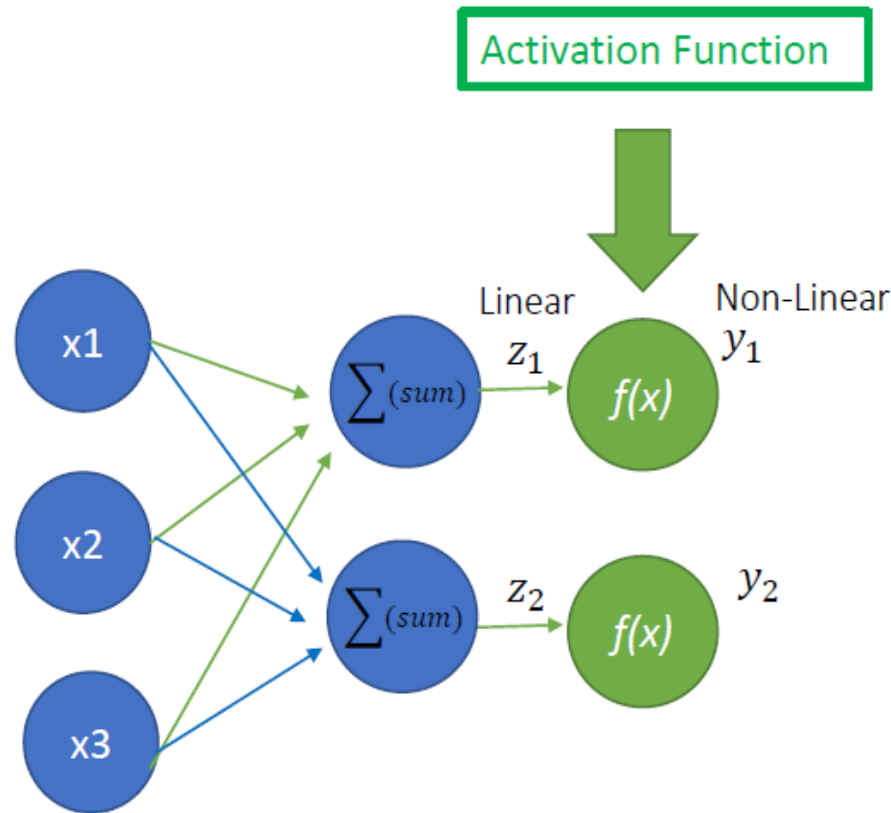 Activation Function
Linear
Non-Linear
x1
∑(sum)
z₁
f(x)
y₁
x2
∑(sum)
z₂
f(x)
y₂
x3